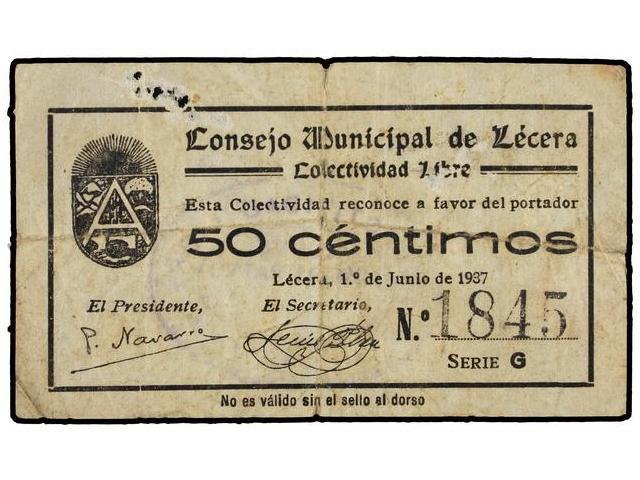 Consejo Municipal de Lécera
Colectividad Libre
Esta Colectividad reconoce a favor del portador
50 céntimos
Lécera, 1.º de Junio de 1937
El Presidente, El Secretario,
P. Navarro
N.º 1845
SERIE G
No es válido sin el sello al dorso